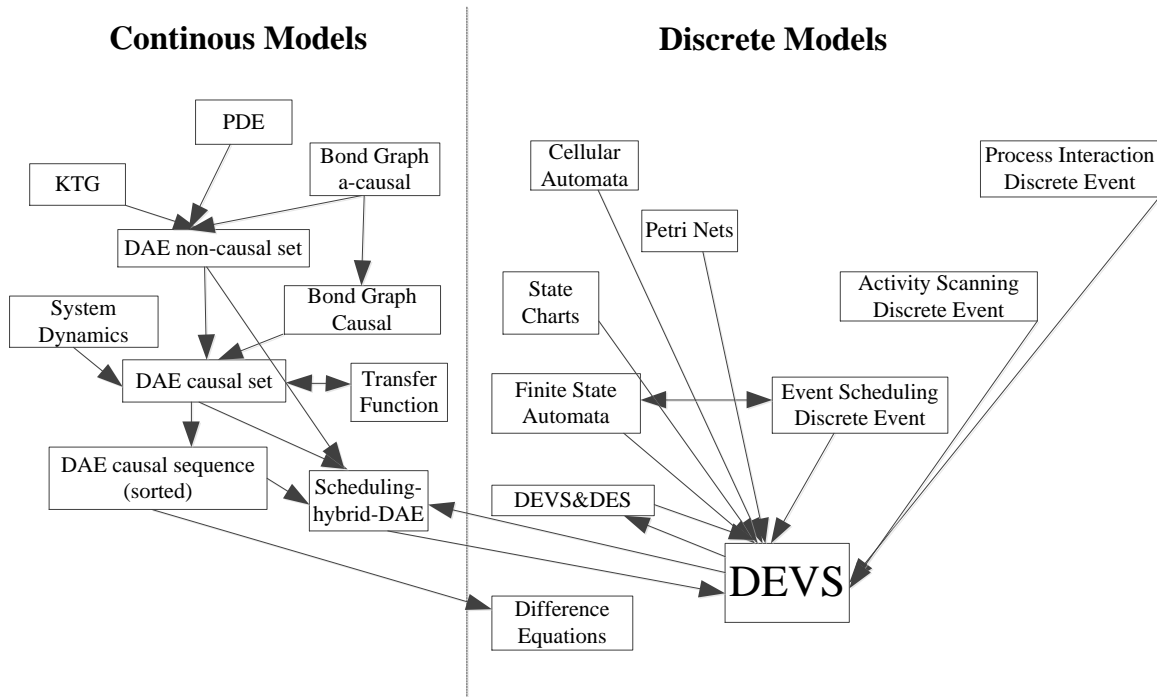 Continous Models
Discrete Models
PDE
Bond Graph
a-causal
KTG
DAE non-causal set
Bond Graph
Causal
System
Dynamics
DAE causal set
Transfer
Function
DAE causal sequence
(sorted)
Scheduling-
hybrid-DAE
Cellular
Automata
Process Interaction
Discrete Event
Petri Nets
State
Charts
Activity Scanning
Discrete Event
Finite State
Automata
Event Scheduling
Discrete Event
DEVS&DES
DEVS
Difference
Equations